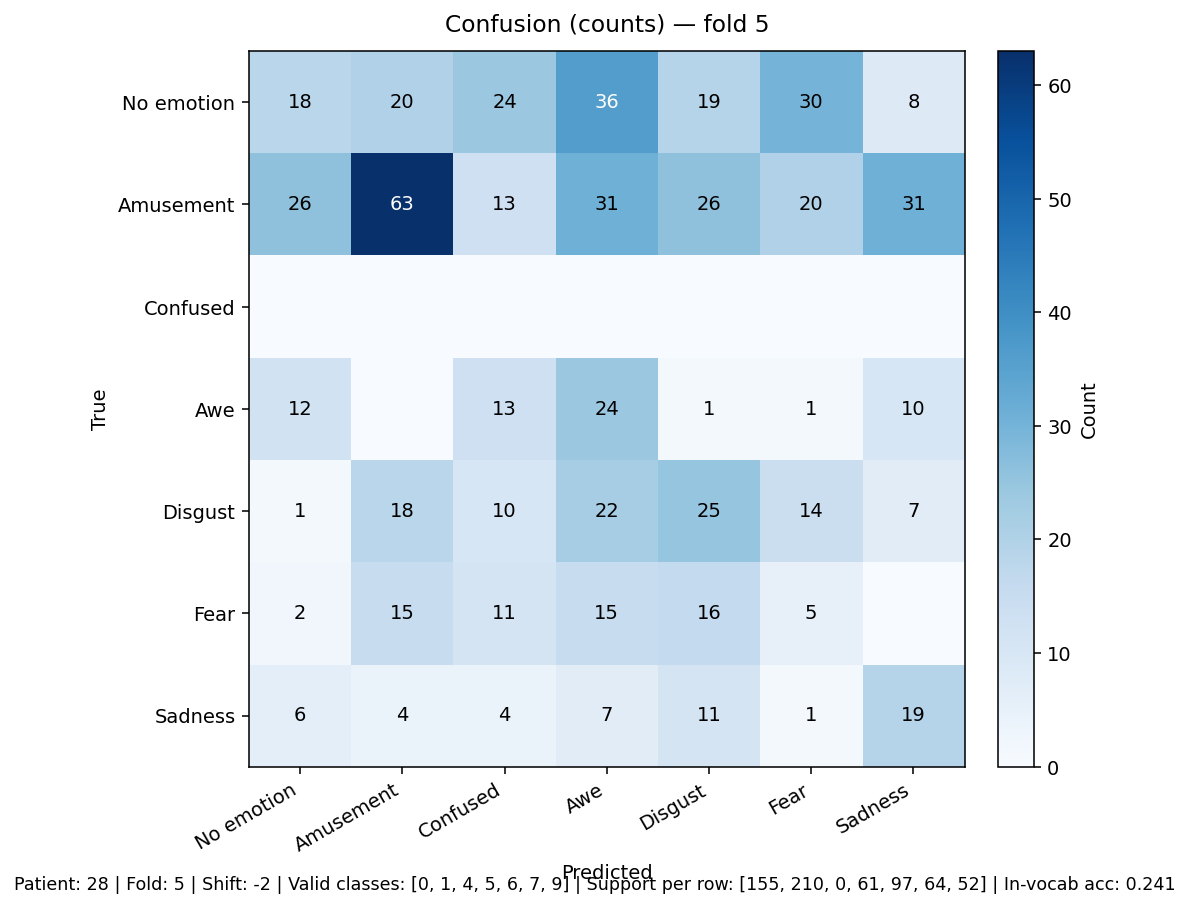 Confusion (counts) — fold 5
No emotion 18 20 24 36 19 30 8
Amusement 26 63 13 31 26 20 31
Confused
Awe 12 13 24 1 1 10
Disgust 1 18 10 22 25 14 7
Fear 2 15 11 15 16 5
Sadness 6 4 4 7 11 1 19
True
No emotion Amusement Confused Awe Disgust Fear Sadness
Predicted
60
50
40
30
20
10
0
Count
Patient: 28 | Fold: 5 | Shift: -2 | Valid classes: [0, 1, 4, 5, 6, 7, 9] | Support per row: [155, 210, 0, 61, 97, 64, 52] | In-vocab acc: 0.241